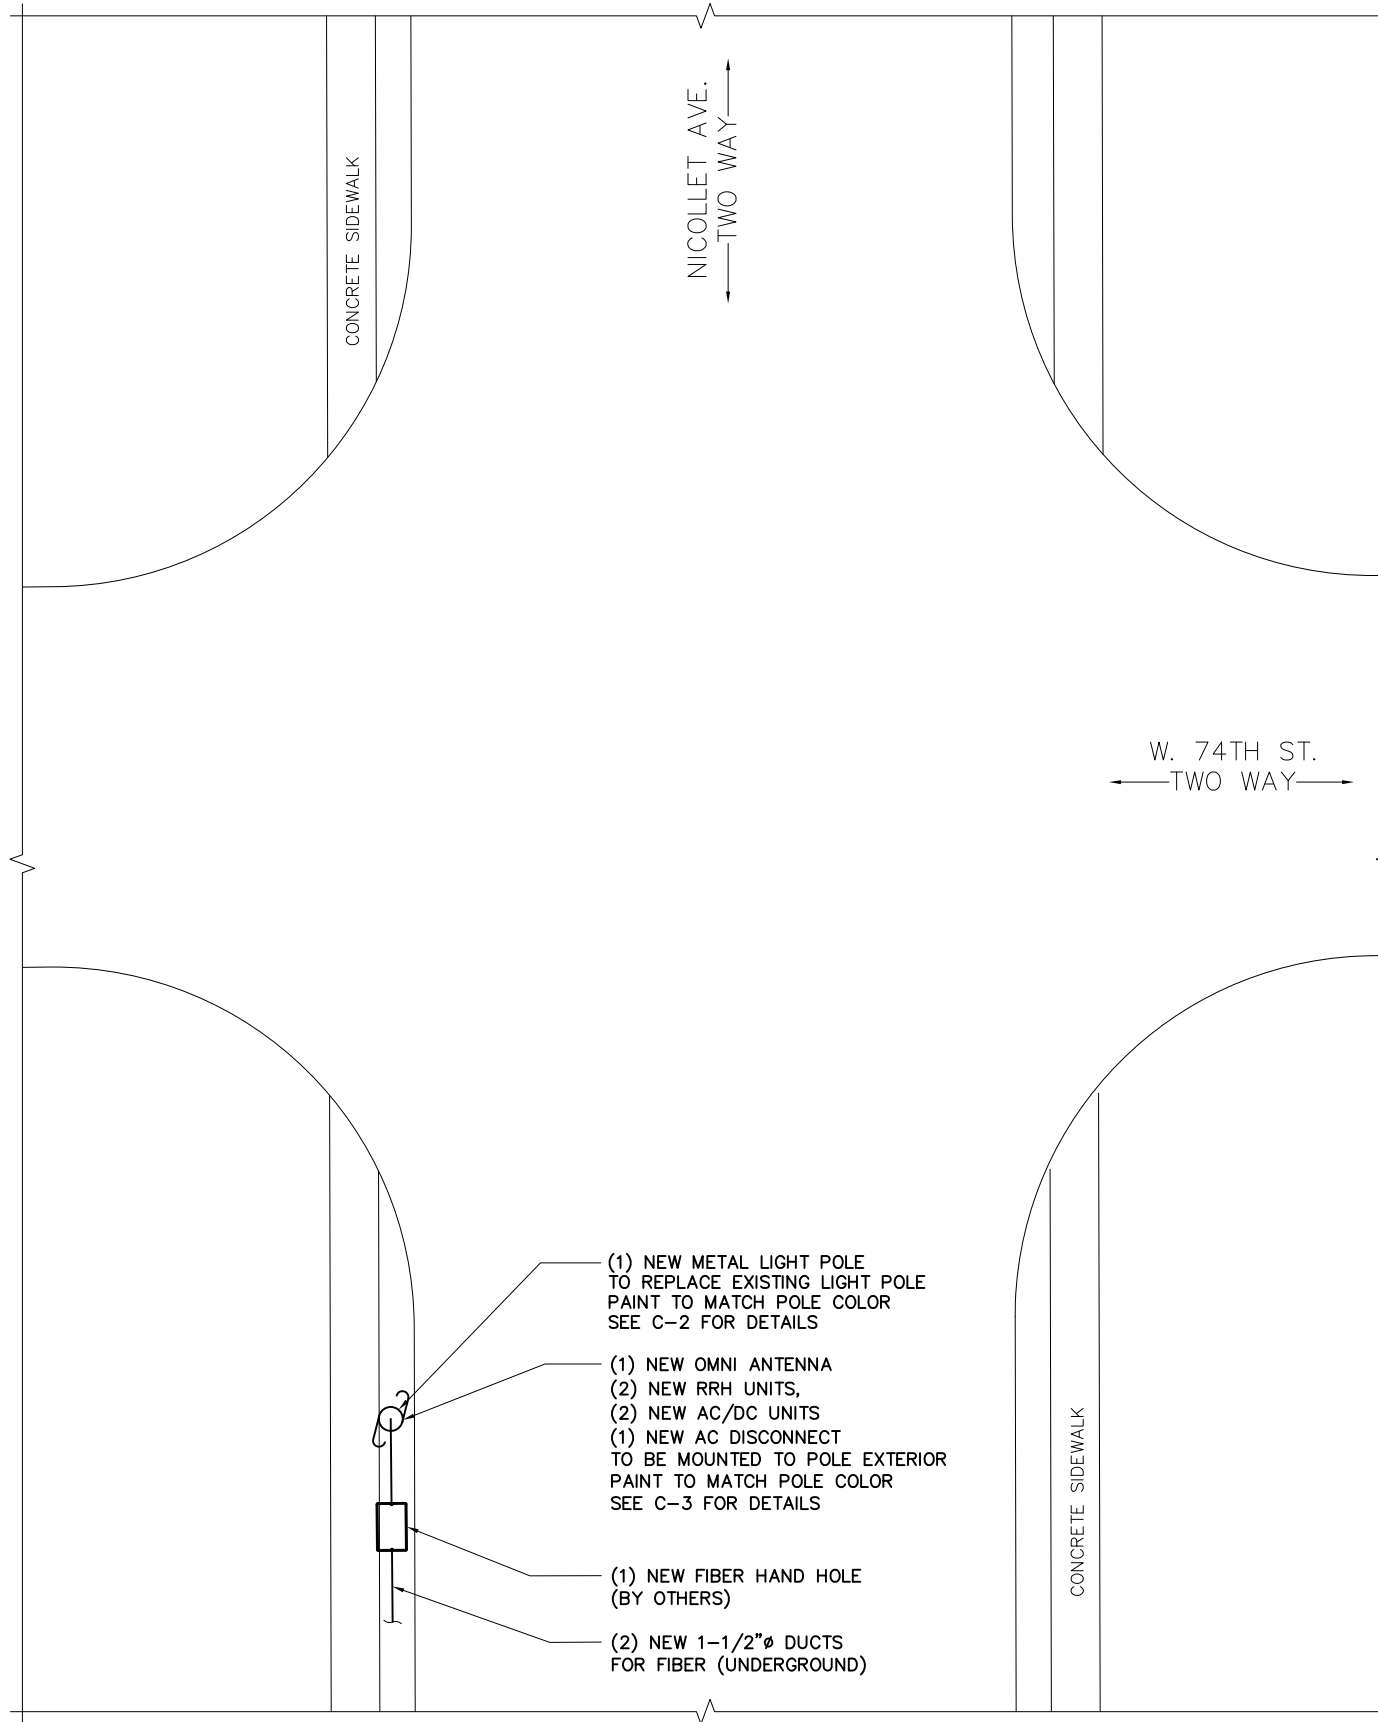 NICOLLET AVE.
TWO WAY
CONCRETE SIDEWALK
W. 74TH ST.
TWO WAY
(1) NEW METAL LIGHT POLE
TO REPLACE EXISTING LIGHT POLE
PAINT TO MATCH POLE COLOR
SEE C-2 FOR DETAILS
(1) NEW OMNI ANTENNA
(2) NEW RRH UNITS,
(2) NEW AC/DC UNITS
(1) NEW AC DISCONNECT
TO BE MOUNTED TO POLE EXTERIOR
PAINT TO MATCH POLE COLOR
SEE C-3 FOR DETAILS
CONCRETE SIDEWALK
(1) NEW FIBER HAND HOLE
(BY OTHERS)
(2) NEW 1-1/2"ø DUCTS
FOR FIBER (UNDERGROUND)